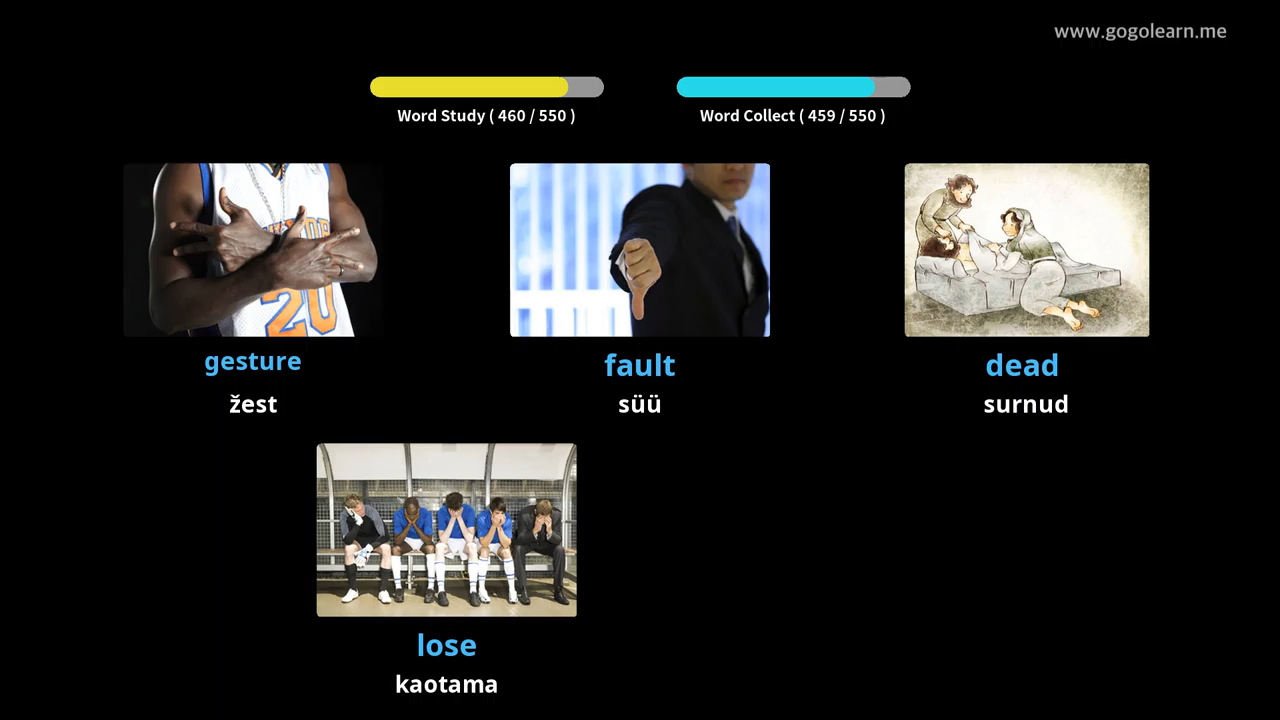 www.gogolearn.me
Word Study ( 460 / 550 )
Word Collect ( 459 / 550 )
20
gesture
fault
dead
žest
süü
surnud
lose
kaotama